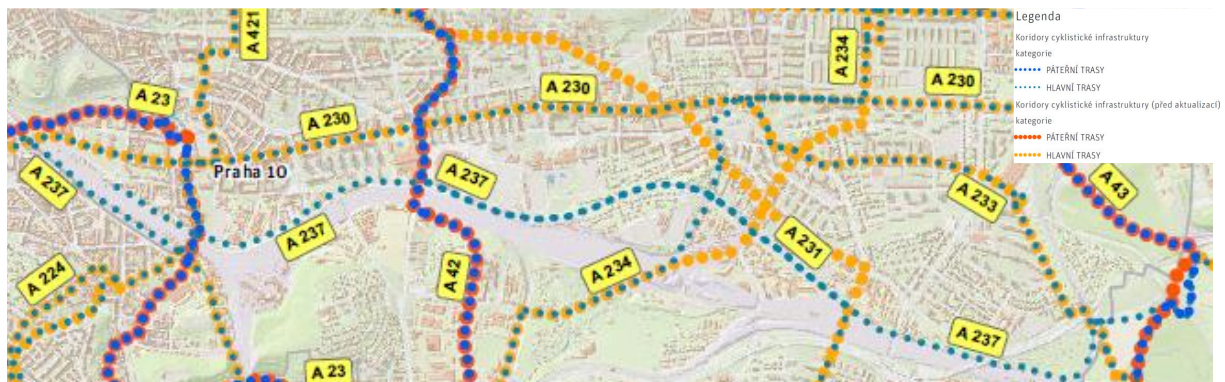 A 421
A 234
A 23
A 230
A 230
A 230
Praha 10
A 237
A 237
A 237
A 43
A 233
A 231
A 234
A 42
A 224
A 237
A 23
Legenda
Koridory cyklistické infrastruktury
kategorie
PÁTEŘNÍ TRASY
HLAVNÍ TRASY
Koridory cyklistické infrastruktury (před aktualizací)
kategorie
PÁTEŘNÍ TRASY
HLAVNÍ TRASY